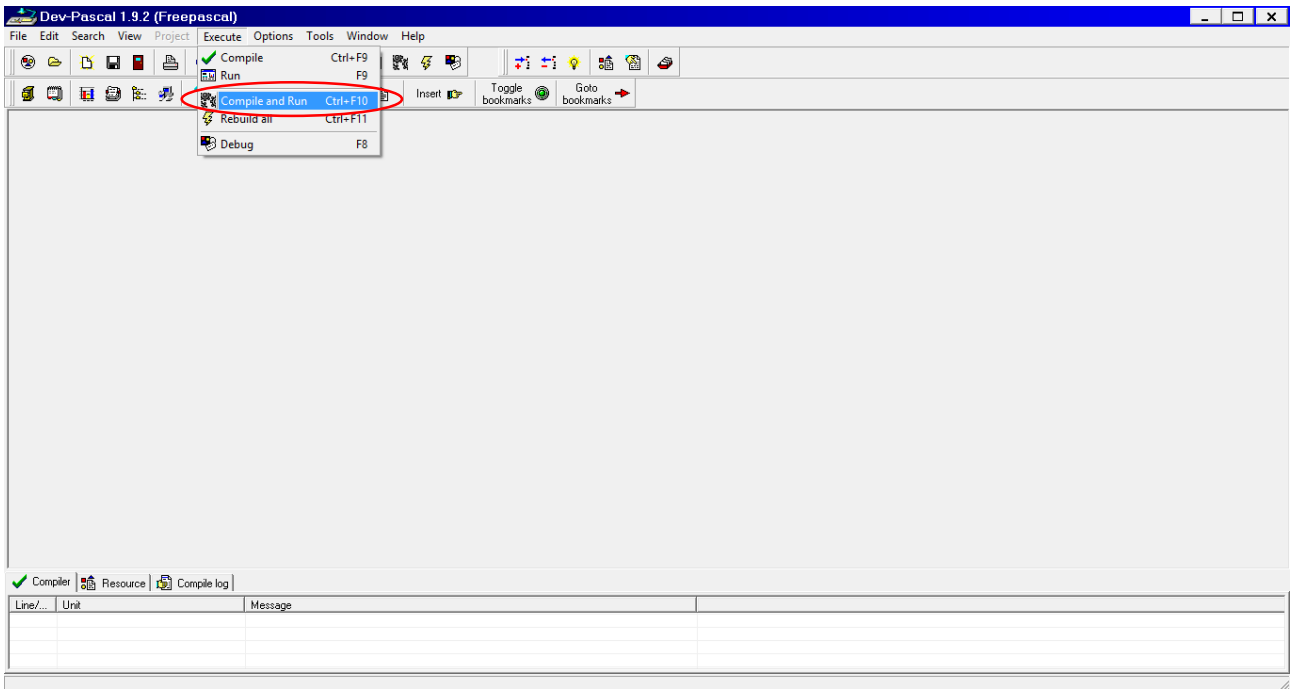 Dev-Pascal 1.9.2 (Freepascal)
File Edit Search View Project Execute Options Tools Window Help
Compile Ctrl+F9
Run F9
Insert
Toggle bookmarks
Goto bookmarks
Compile and Run Ctrl+F10
Rebuild all Ctrl+F11
Debug F8
Compiler Resource Compile log
Line/... Unit Message